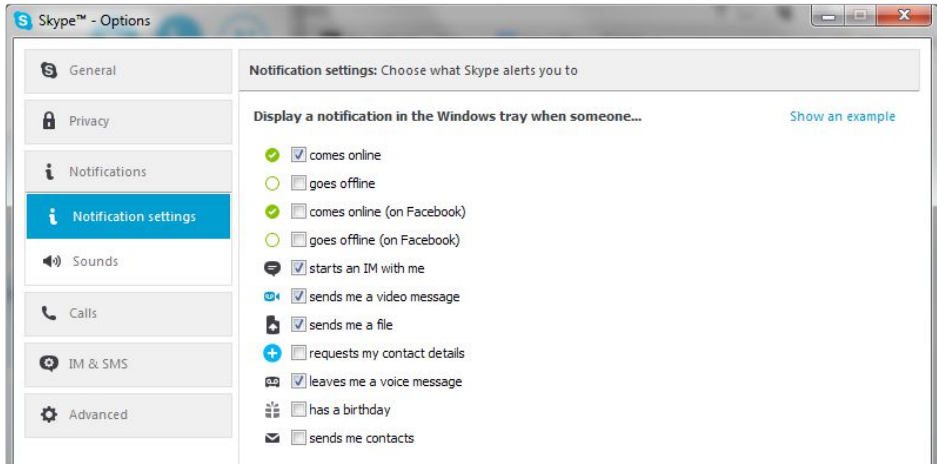 Skype™ - Options
General
Privacy
Notifications
Notification settings
Sounds
Calls
IM & SMS
Advanced
Notification settings: Choose what Skype alerts you to
Display a notification in the Windows tray when someone...
Show an example
comes online
goes offline
comes online (on Facebook)
goes offline (on Facebook)
starts an IM with me
sends me a video message
sends me a file
requests my contact details
leaves me a voice message
has a birthday
sends me contacts